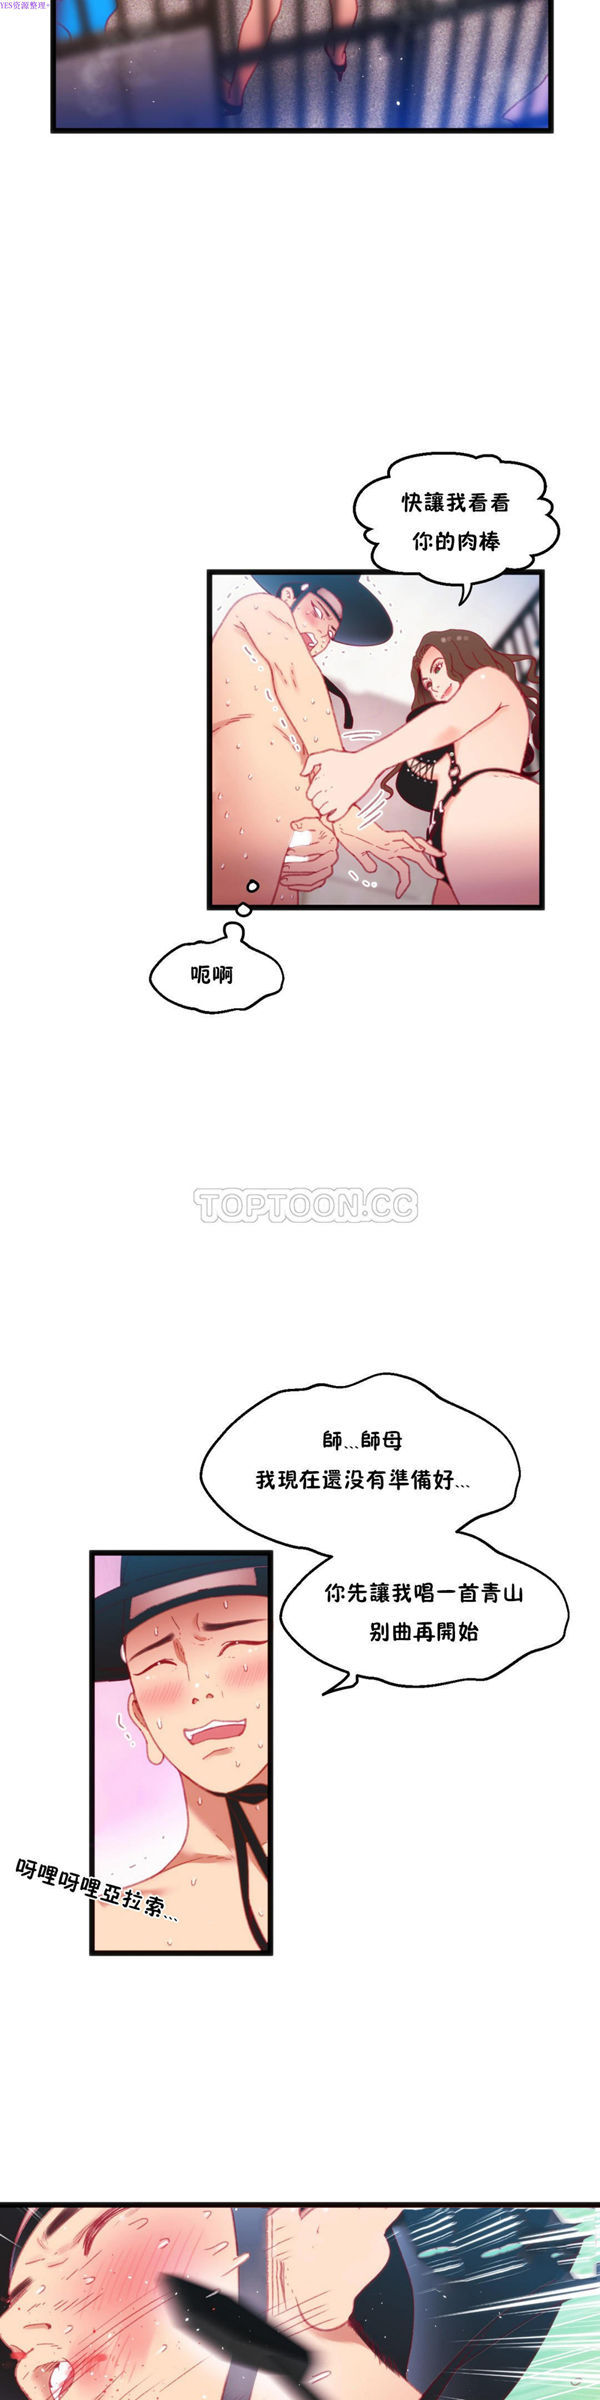 YES资源整理+
快讓我看看
你的肉棒
呃啊
TOPTOON.CC
師...師母
我現在還没有準備好...
你先讓我唱一首青山
别曲再開始
呀哩呀哩亞拉索...